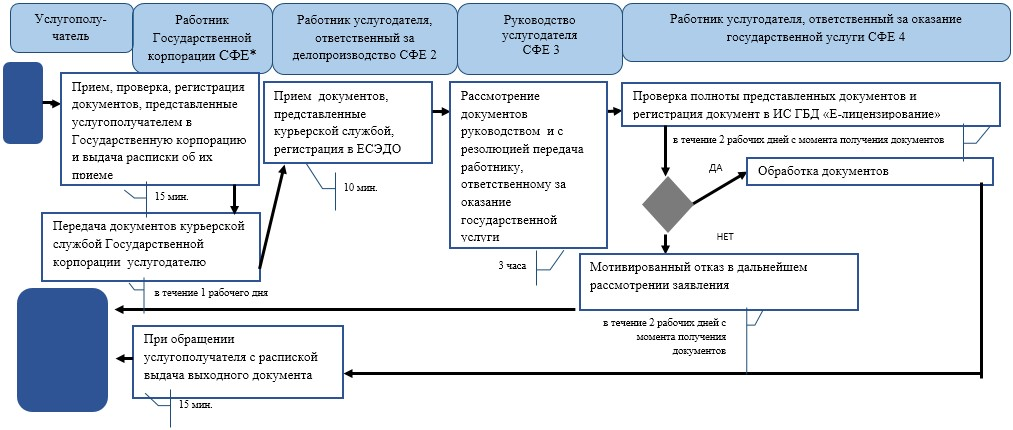 Услугополу-
чатель
Работник
Государственной
корпорации СФЕ*
Работник услугодателя,
ответственный за
делопроизводство СФЕ 2
Руководство
услугодателя
СФЕ 3
Работник услугодателя, ответственный за оказание
государственной услуги СФЕ 4
Прием, проверка, регистрация
документов, представленные
услугополучателем в
Государственную корпорацию
и выдача расписки об их
приеме
15 мин.
Передача документов курьерской
службой Государственной
корпорации услугодателю
в течение 1 рабочего дня
Прием документов,
представленные
курьерской службой,
регистрация в ЕСЭДО
10 мин.
Рассмотрение
документов
руководством и с
резолюцией передача
работнику,
ответственному за
оказание
государственной
услуги
3 часа
Проверка полноты представленных документов и
регистрация документ в ИС ГБД «Е-лицензирование»
в течение 2 рабочих дней с момента получения документов
ДА
Обработка документов
НЕТ
Мотивированный отказ в дальнейшем
рассмотрении заявления
в течение 2 рабочих дней с
момента получения
документов
При обращении
услугополучателя с распиской
выдача выходного документа
15 мин.